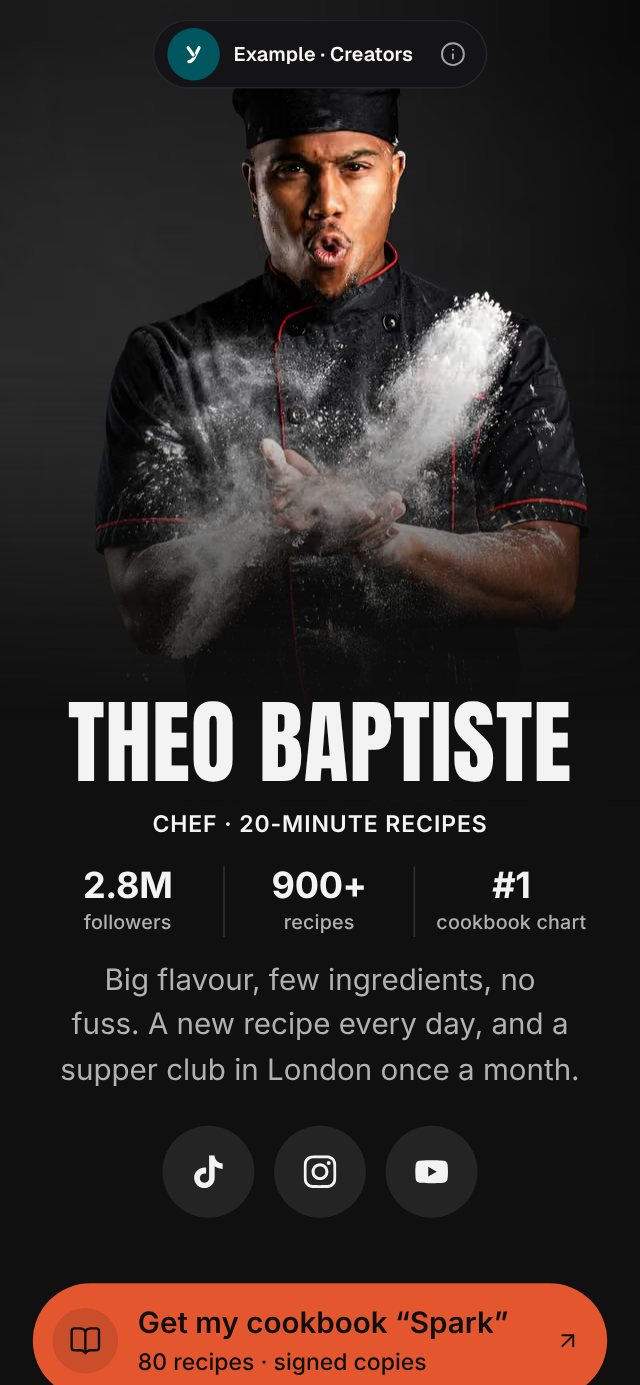 Example · Creators
THEO BAPTISTE
CHEF · 20-MINUTE RECIPES
2.8M
followers
900+
recipes
#1
cookbook chart
Big flavour, few ingredients, no
fuss. A new recipe every day, and a
supper club in London once a month.
Get my cookbook “Spark”
80 recipes · signed copies